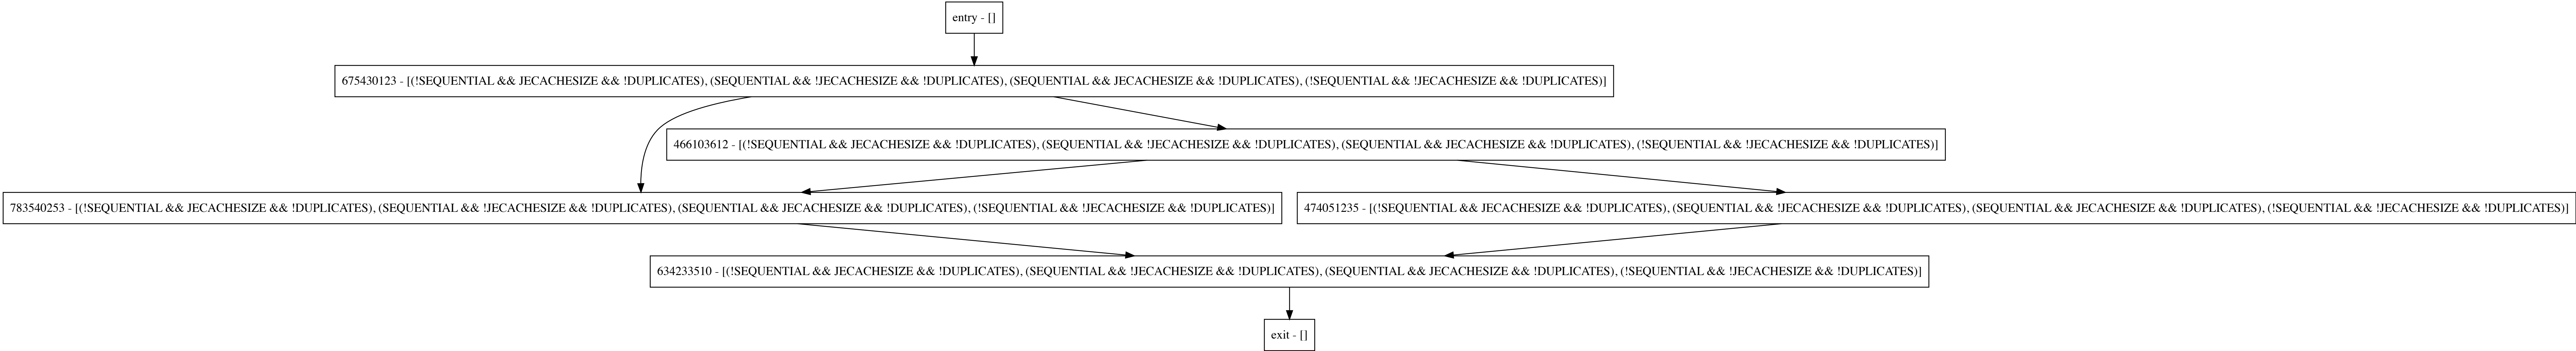 entry - []
675430123 - [(!SEQUENTIAL && JECACHESIZE && !DUPLICATES), (SEQUENTIAL && !JECACHESIZE && !DUPLICATES), (SEQUENTIAL && JECACHESIZE && !DUPLICATES), (!SEQUENTIAL && !JECACHESIZE && !DUPLICATES)]
466103612 - [(!SEQUENTIAL && JECACHESIZE && !DUPLICATES), (SEQUENTIAL && !JECACHESIZE && !DUPLICATES), (SEQUENTIAL && JECACHESIZE && !DUPLICATES), (!SEQUENTIAL && !JECACHESIZE && !DUPLICATES)]
783540253 - [(!SEQUENTIAL && JECACHESIZE && !DUPLICATES), (SEQUENTIAL && !JECACHESIZE && !DUPLICATES), (SEQUENTIAL && JECACHESIZE && !DUPLICATES), (!SEQUENTIAL && !JECACHESIZE && !DUPLICATES)]
474051235 - [(!SEQUENTIAL && JECACHESIZE && !DUPLICATES), (SEQUENTIAL && !JECACHESIZE && !DUPLICATES), (SEQUENTIAL && JECACHESIZE && !DUPLICATES), (!SEQUENTIAL && !JECACHESIZE && !DUPLICATES)]
634233510 - [(!SEQUENTIAL && JECACHESIZE && !DUPLICATES), (SEQUENTIAL && !JECACHESIZE && !DUPLICATES), (SEQUENTIAL && JECACHESIZE && !DUPLICATES), (!SEQUENTIAL && !JECACHESIZE && !DUPLICATES)]
exit - []